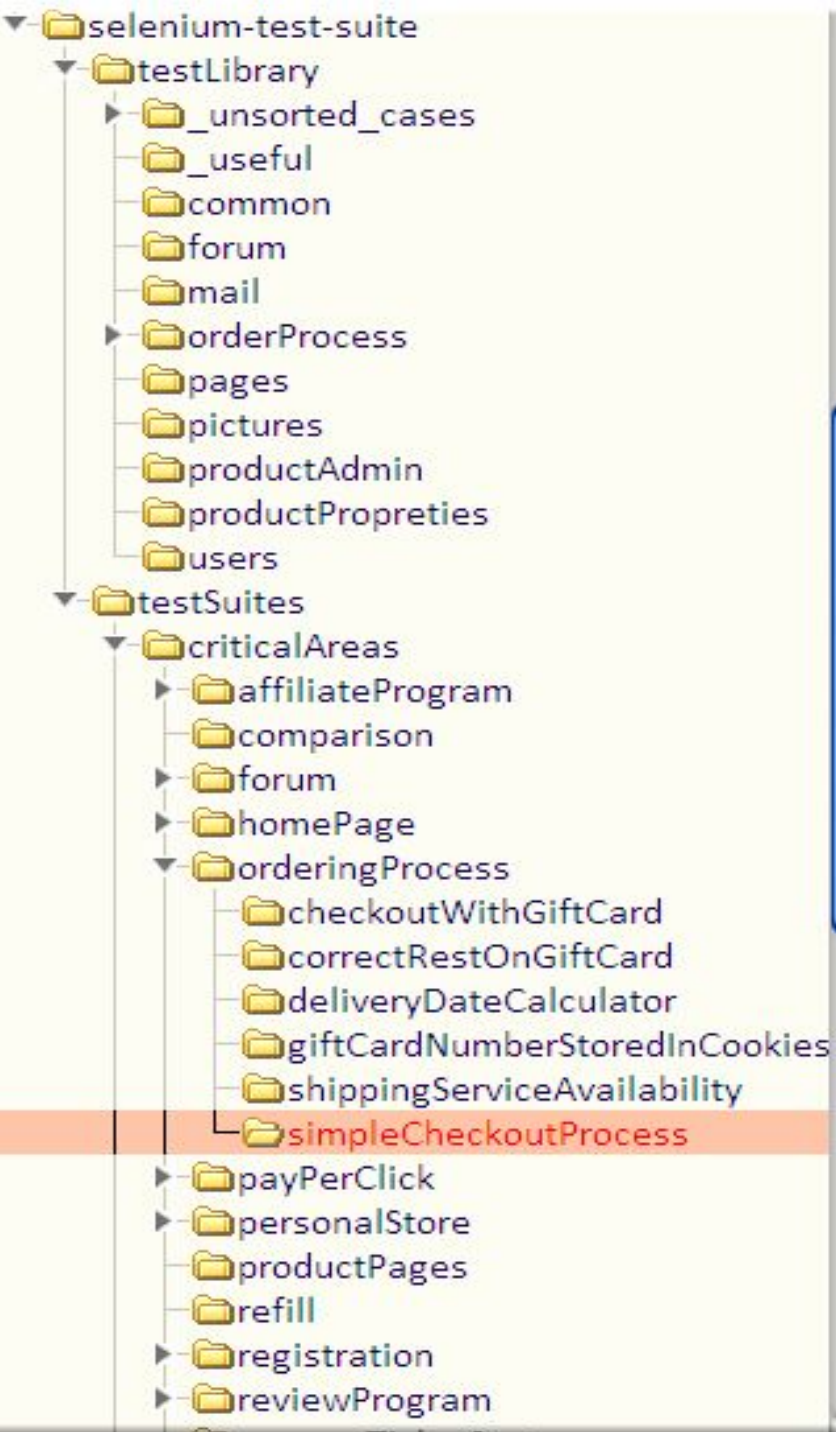 selenium-test-suite
testLibrary
_unsorted_cases
_useful
common
forum
mail
orderProcess
pages
pictures
productAdmin
productPropreties
users
testSuites
criticalAreas
affiliateProgram
comparison
forum
homePage
orderingProcess
checkoutWithGiftCard
correctRestOnGiftCard
deliveryDateCalculator
giftCardNumberStoredInCookies
shippingServiceAvailability
simpleCheckoutProcess
payPerClick
personalStore
productPages
refill
registration
reviewProgram